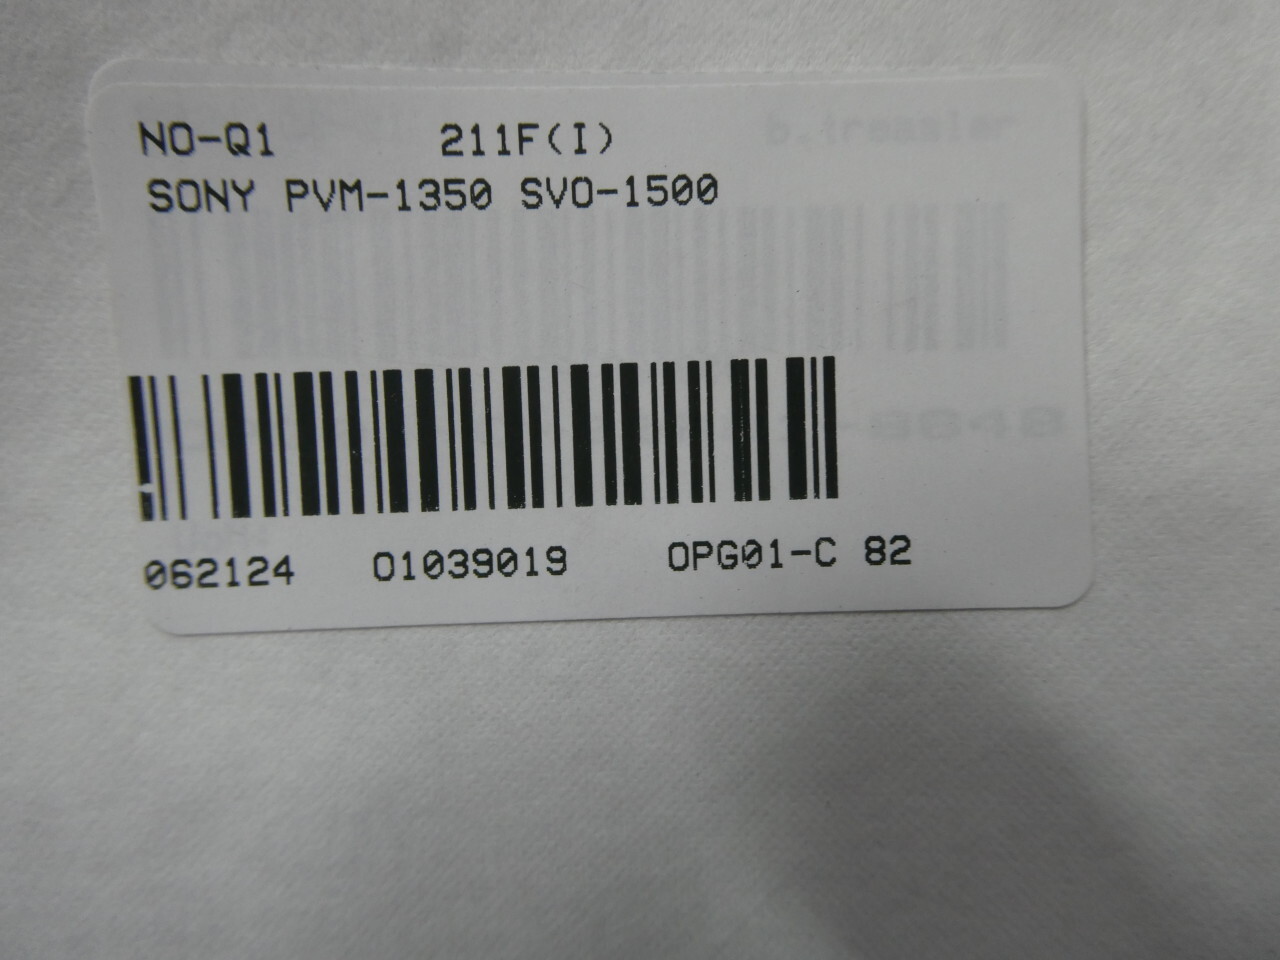 NO-Q1 211F(I)
SONY PVM-1350 SVO-1500
062124 01039019 OPG01-C 82